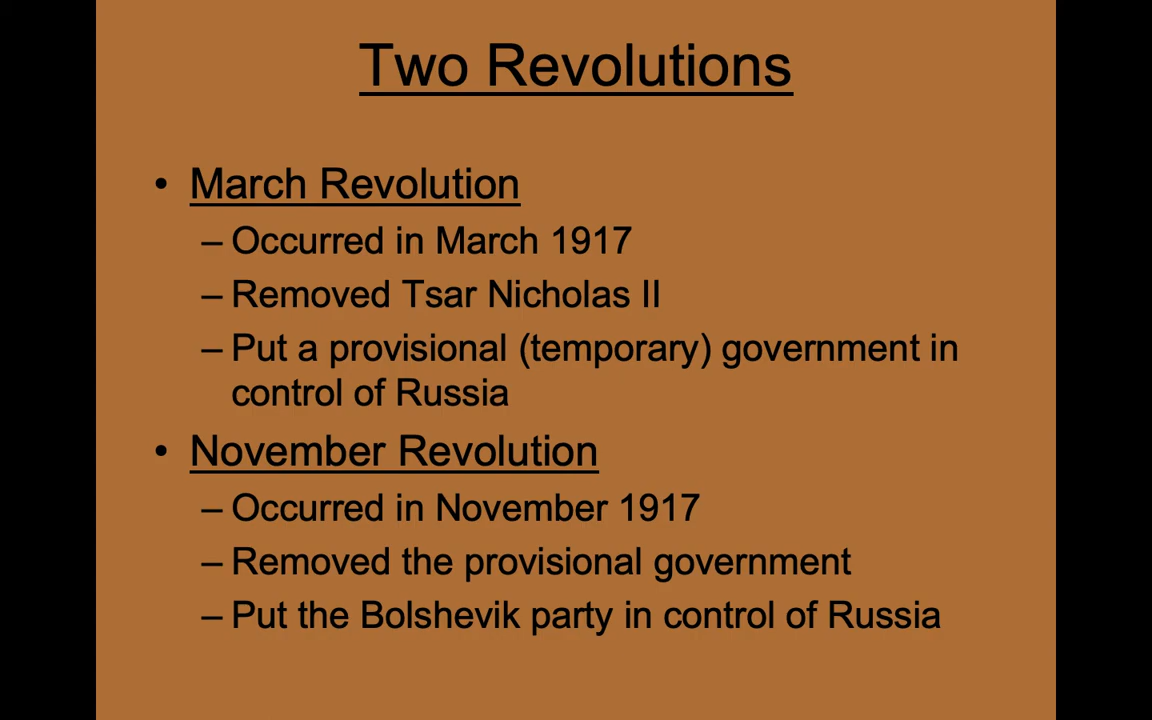 Two Revolutions
• March Revolution
– Occurred in March 1917
– Removed Tsar Nicholas II
– Put a provisional (temporary) government in
control of Russia
• November Revolution
– Occurred in November 1917
– Removed the provisional government
– Put the Bolshevik party in control of Russia